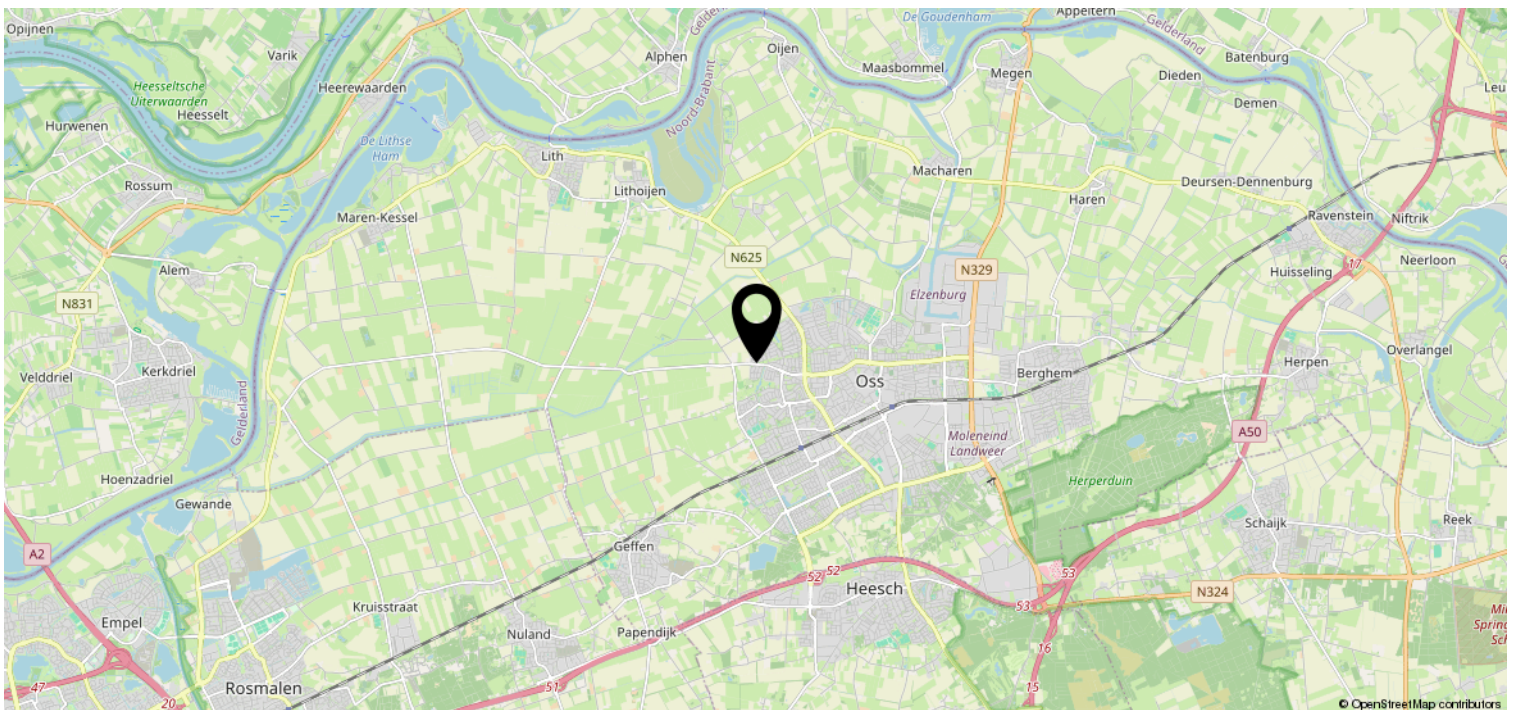 Opijnen
Varik
Heesseltsche
Uiterwaarden
Heesselt
Hurwenen
Rossum
Heerewaarden
De Lithse
Ham
Alphen
Gelderland
Oijen
De Goudenham
Appeltern
Gelderland
Maasbommel
Megen
Batenburg
Dieden
Demen
Noord-Brabant
Lith
Lithoijen
Maren-Kessel
Macharen
Haren
Deursen-Dennenburg
Ravenstein
Niftrik
Neerloon
Huisseling
17
Alem
N831
N625
N329
Elzenburg
Velddriel
Kerkdriel
Gelderland
Oss
Berghem
Herpen
Overlangel
A50
Moleneind
Landweer
Herperduin
Hoenzadriel
Gewande
A2
Geffen
Schaijk
Reek
52
52
Heesch
53
53
N324
Empel
Kruisstraat
Nuland
Papendijk
16
15
51
47
20
Rosmalen
© OpenStreetMap contributors